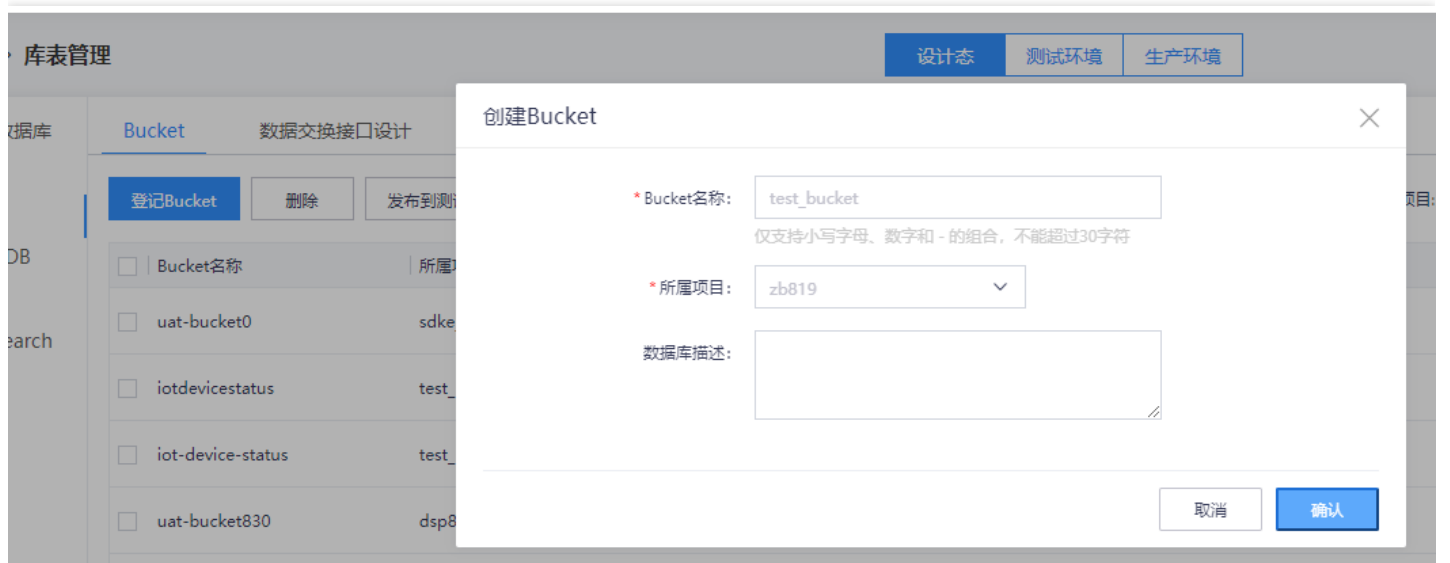 库表管理
设计态 测试环境 生产环境
数据库
Bucket 数据交换接口设计
创建Bucket
登记Bucket 删除 发布到测试
* Bucket名称:
test_bucket
项目:
仅支持小写字母、数字和 - 的组合，不能超过30字符
DB
Bucket名称 所属项
* 所属项目:
zb819
uat-bucket0 sdke
earch
数据库描述:
iotdevicestatus test_
iot-device-status test_
uat-bucket830 dsp8
取消 确认